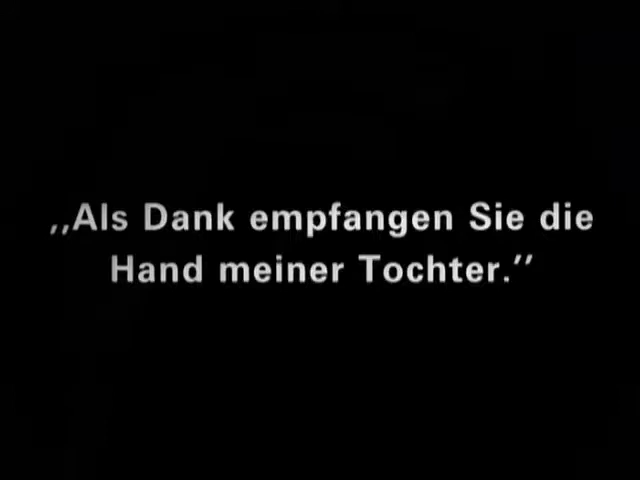 ,,Als Dank empfangen Sie die
Hand meiner Tochter.’’